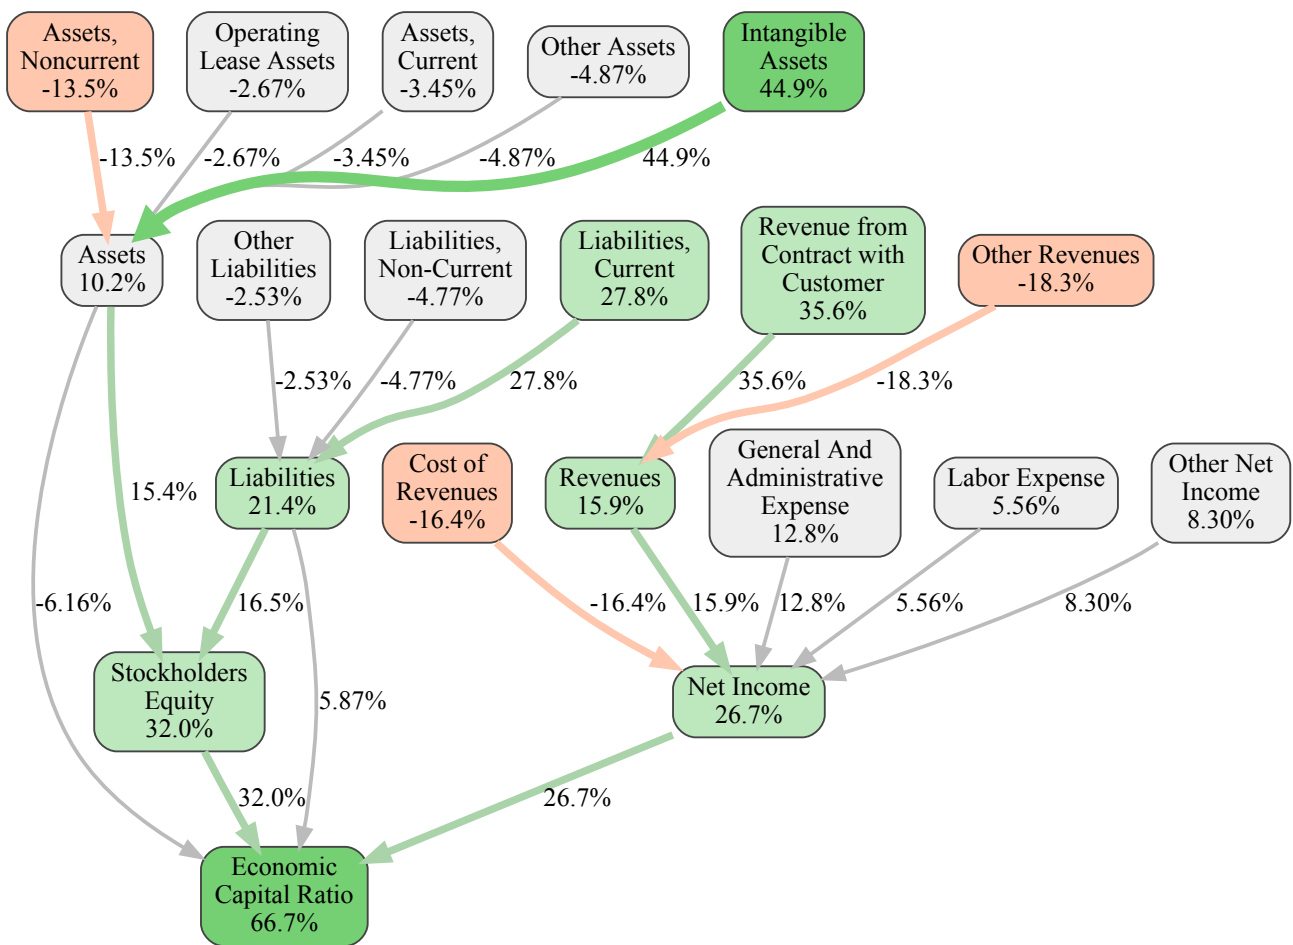 Assets,
Noncurrent
-13.5%
Operating
Lease Assets
-2.67%
Assets,
Current
-3.45%
Other Assets
-4.87%
Intangible
Assets
44.9%
-13.5%
-2.67%
-3.45%
-4.87%
44.9%
Assets
10.2%
Other
Liabilities
-2.53%
Liabilities,
Non-Current
-4.77%
Liabilities,
Current
27.8%
Revenue from
Contract with
Customer
35.6%
Other Revenues
-18.3%
-2.53%
-4.77%
27.8%
35.6%
-18.3%
15.4%
Liabilities
21.4%
Cost of
Revenues
-16.4%
Revenues
15.9%
General And
Administrative
Expense
12.8%
Labor Expense
5.56%
Other Net
Income
8.30%
-6.16%
16.5%
-16.4%
15.9%
12.8%
5.56%
8.30%
Stockholders
Equity
32.0%
5.87%
Net Income
26.7%
32.0%
26.7%
Economic
Capital Ratio
66.7%